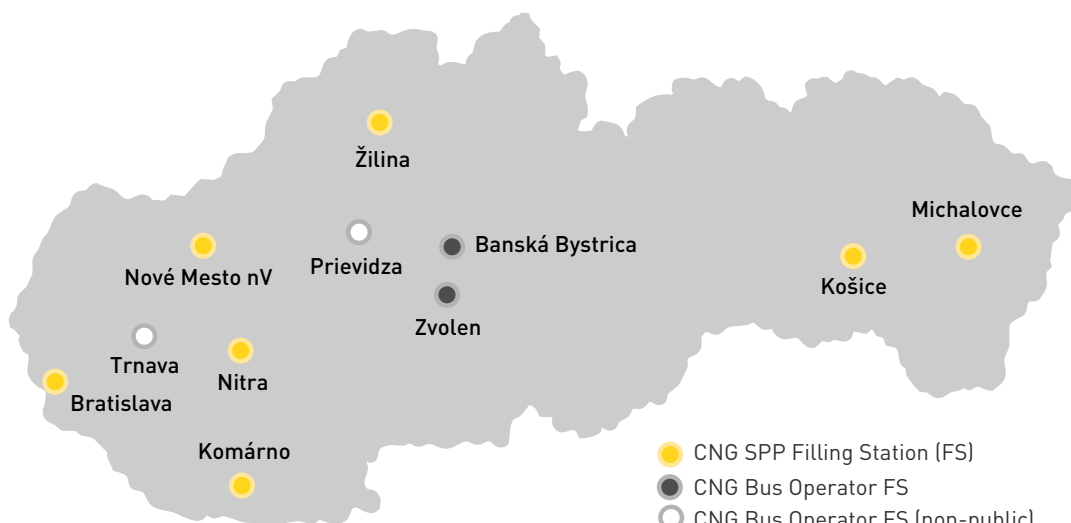 Žilina
Michalovce
Banská Bystrica
Prievidza
Nové Mesto nV
Košice
Zvolen
Trnava
Nitra
Bratislava
Komárno
CNG SPP Filling Station (FS)
CNG Bus Operator FS
CNG Bus Operator FS (non-public)